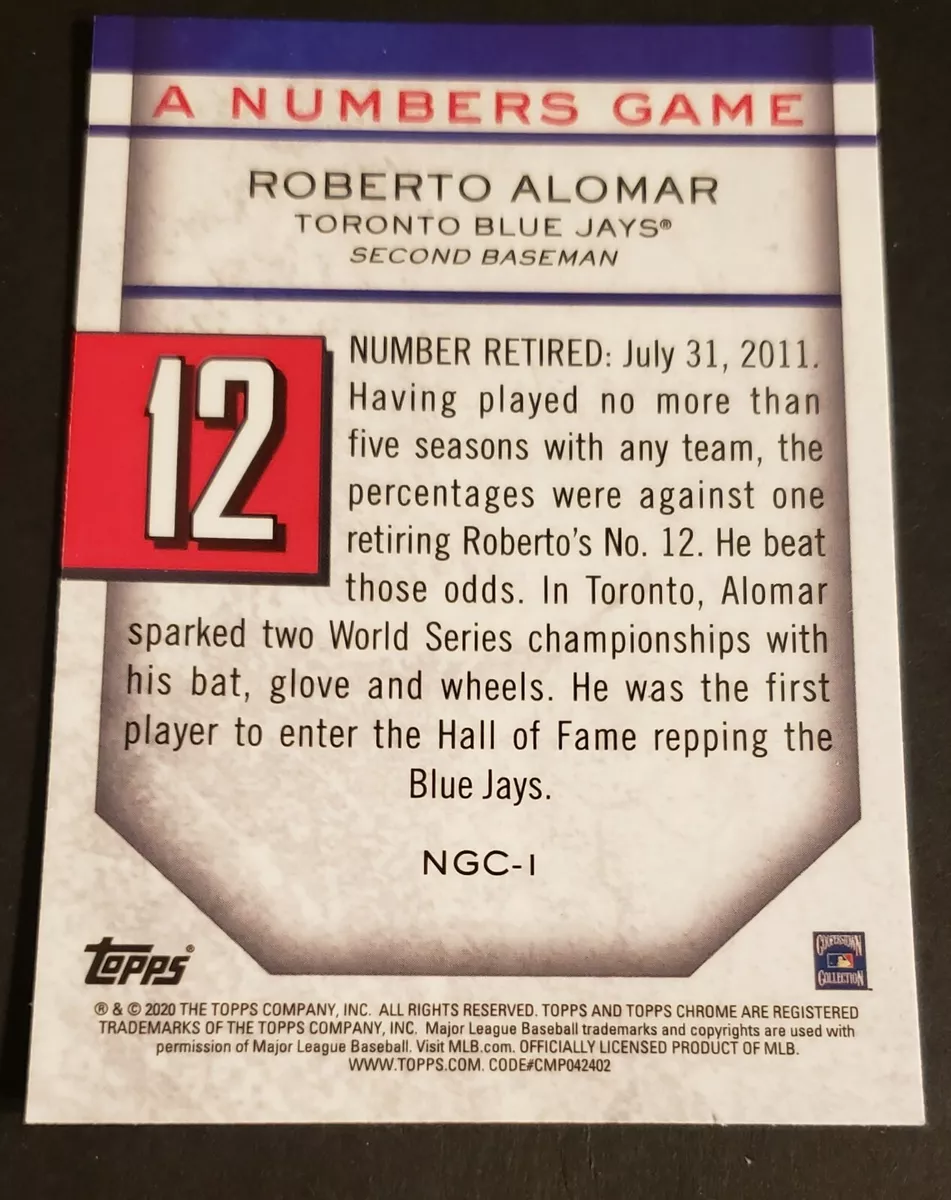 A NUMBERS GAME
ROBERTO ALOMAR
TORONTO BLUE JAYS®
SECOND BASEMAN
12
NUMBER RETIRED: July 31, 2011.
Having played no more than
five seasons with any team, the
percentages were against one
retiring Roberto's No. 12. He beat
those odds. In Toronto, Alomar
sparked two World Series championships with
his bat, glove and wheels. He was the first
player to enter the Hall of Fame repping the
Blue Jays.
NGC-1
Topps®
COOPERSTOWN
COLLECTION
® & © 2020 THE TOPPS COMPANY, INC. ALL RIGHTS RESERVED. TOPPS AND TOPPS CHROME ARE REGISTERED
TRADEMARKS OF THE TOPPS COMPANY, INC. Major League Baseball trademarks and copyrights are used with
permission of Major League Baseball. Visit MLB.com. OFFICIALLY LICENSED PRODUCT OF MLB.
WWW.TOPPS.COM. CODE#CMP042402